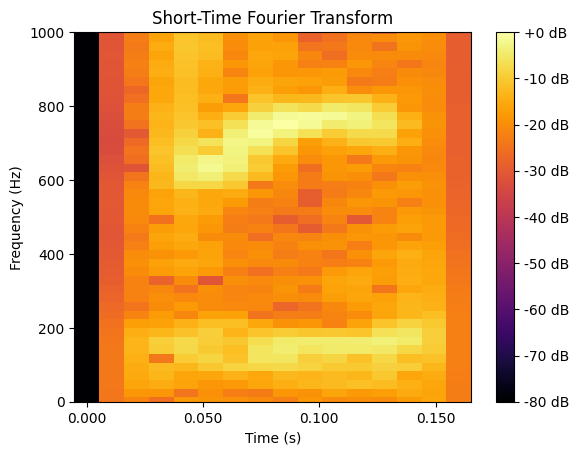 Short-Time Fourier Transform
1000
800
600
400
200
0
Frequency (Hz)
0.000
0.050
0.100
0.150
Time (s)
+0 dB
-10 dB
-20 dB
-30 dB
-40 dB
-50 dB
-60 dB
-70 dB
-80 dB